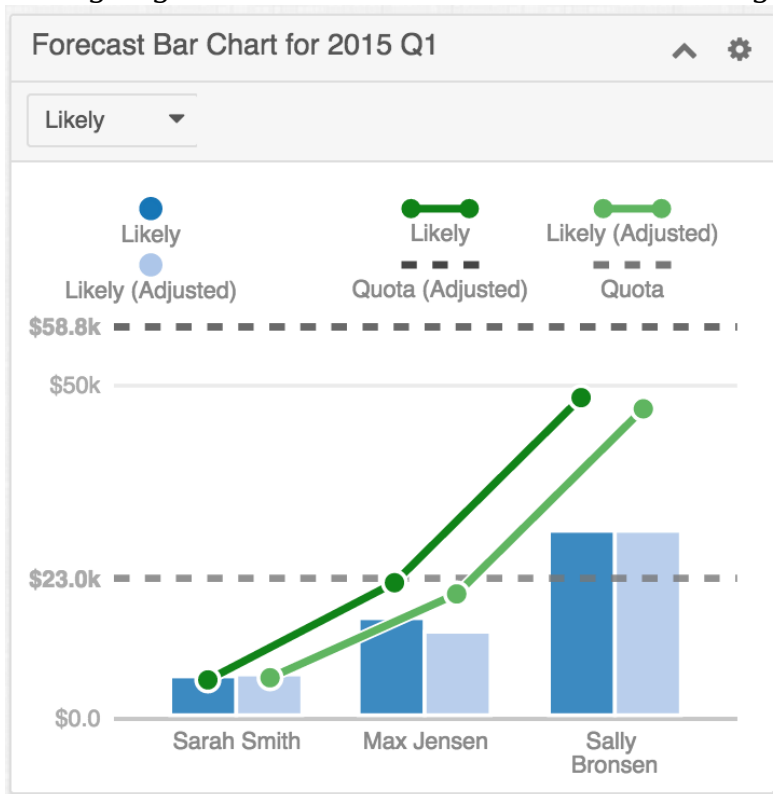 Forecast Bar Chart for 2015 Q1
Likely
Likely
Likely
Likely (Adjusted)
Likely (Adjusted)
Quota (Adjusted)
Quota
$58.8k
$50k
$23.0k
$0.0
Sarah Smith
Max Jensen
Sally
Bronsen